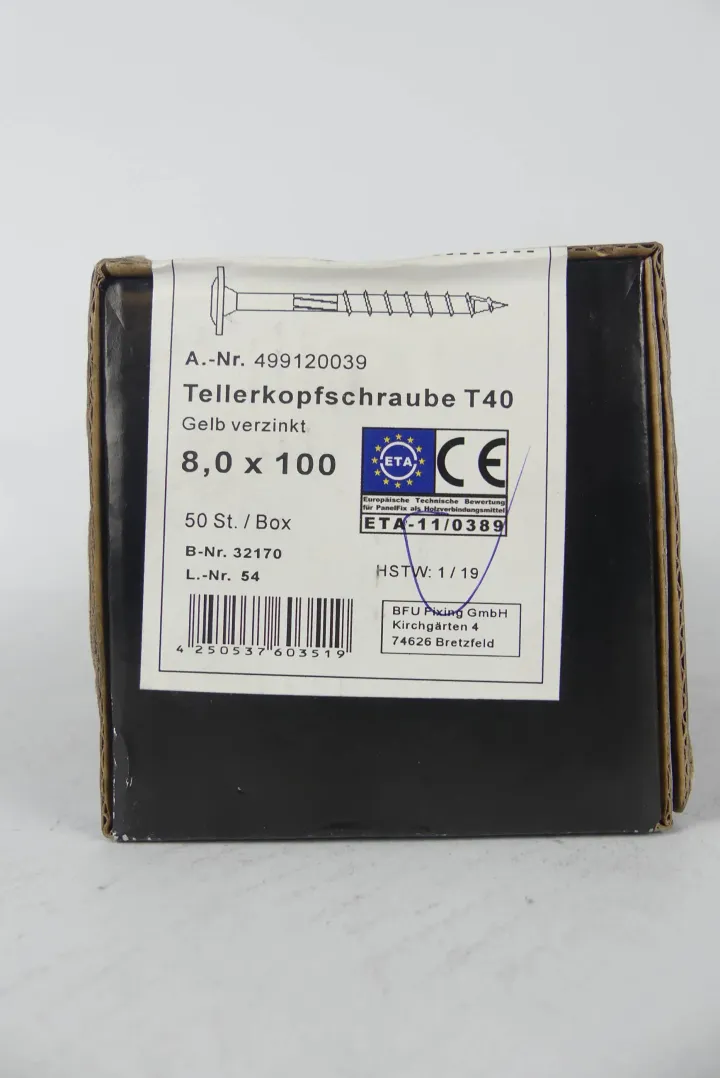 A.-Nr. 499120039
Tellerkopfschraube T40
Gelb verzinkt
8,0 x 100
ETA
CE
Europäische Technische Bewertung
für PanelFix als Holzverbindungsmittel
ETA-11/0389
50 St. / Box
B-Nr. 32170
L.-Nr. 54
HSTW: 1 / 19
BFU Fixing GmbH
Kirchgärten 4
74626 Bretzfeld
4 250537 603519